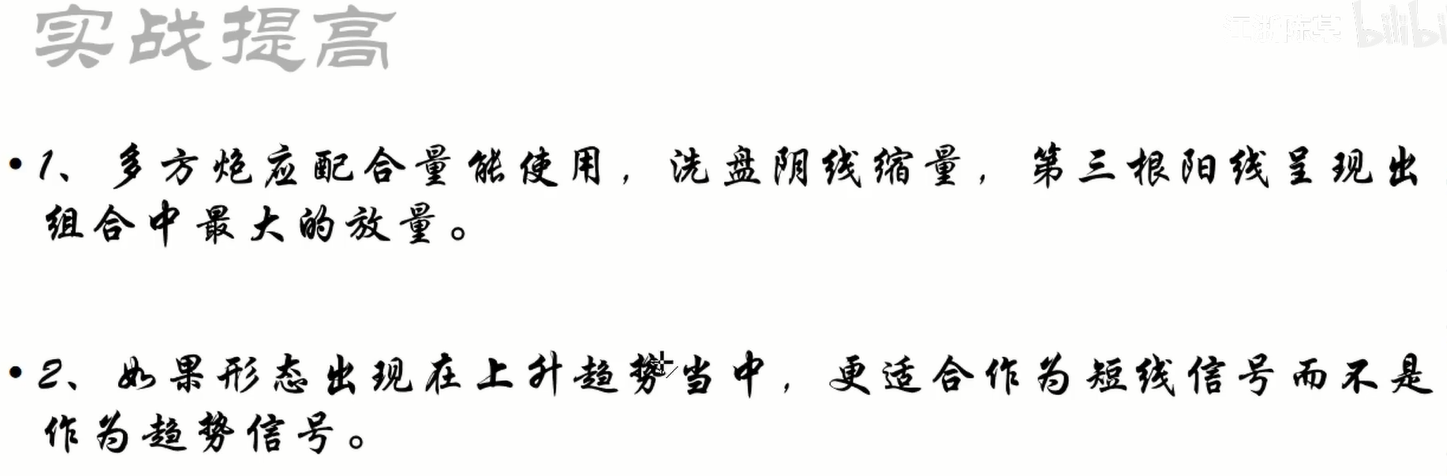 实战提高
bilibili
• 1、多方炮应配合量能使用，洗盘阴线缩量，第三根阳线呈现出
组合中最大的放量。
• 2、如果形态出现在上升趋势当中，更适合作为短线信号而不是
作为趋势信号。